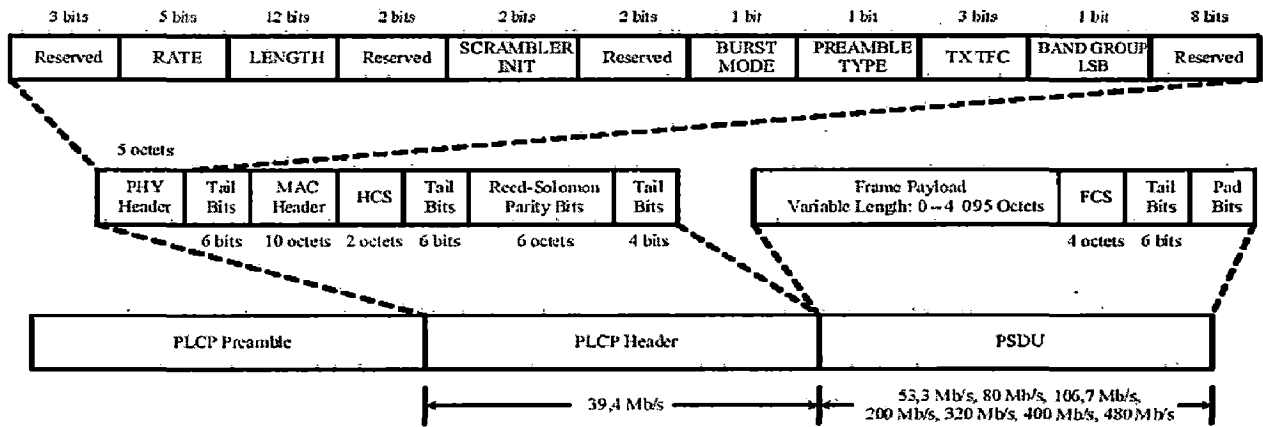 3 bits 5 bits 12 bits 2 bits 2 bits 2 bits 1 bit 1 bit 3 bits 1 bit 8 bits
Reserved RATE LENGTH Reserved SCRAMBLER INIT Reserved BURST MODE PREAMBLE TYPE TX TFC BAND GROUP LSB Reserved
5 octets
PHY Header Tail Bits MAC Header HCS Tail Bits Reed-Solomon Parity Bits Tail Bits
6 bits 10 octets 2 octets 6 bits 6 octets 4 bits
Frame Payload
Variable Length: 0 – 4 095 Octets
FCS Tail Bits Pad Bits
4 octets 6 bits
PLCP Preamble PLCP Header PSDU
39,4 Mb/s
53,3 Mb/s, 80 Mb/s, 106,7 Mb/s,
200 Mb/s, 320 Mb/s, 400 Mb/s, 480 Mb/s